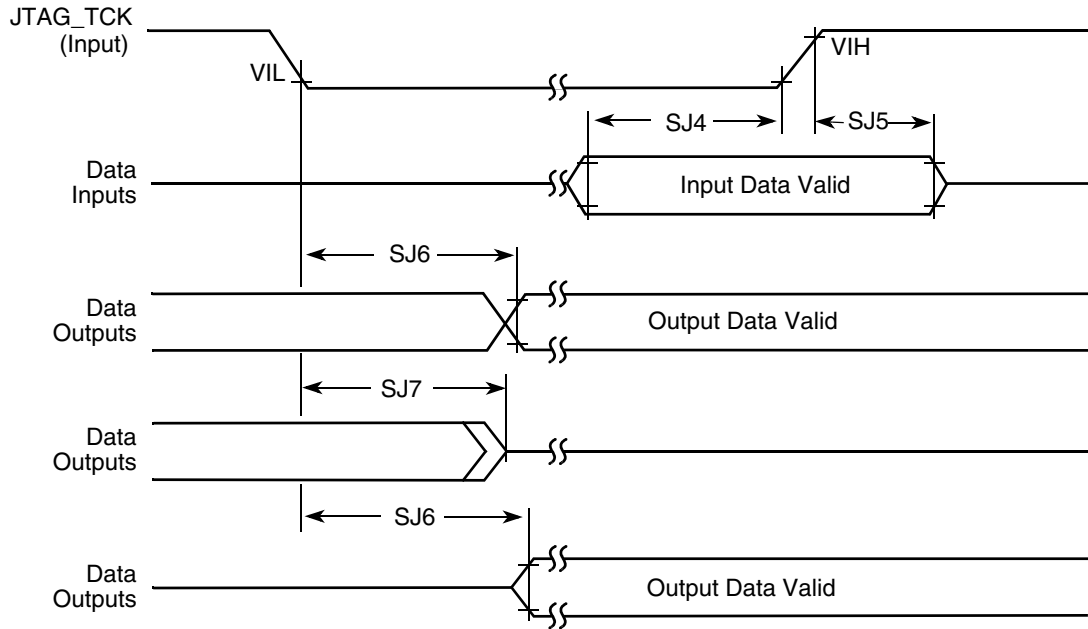 JTAG_TCK
(Input)
VIL
VIH
SJ4
SJ5
Data
Inputs
Input Data Valid
SJ6
Data
Outputs
Output Data Valid
SJ7
Data
Outputs
SJ6
Data
Outputs
Output Data Valid